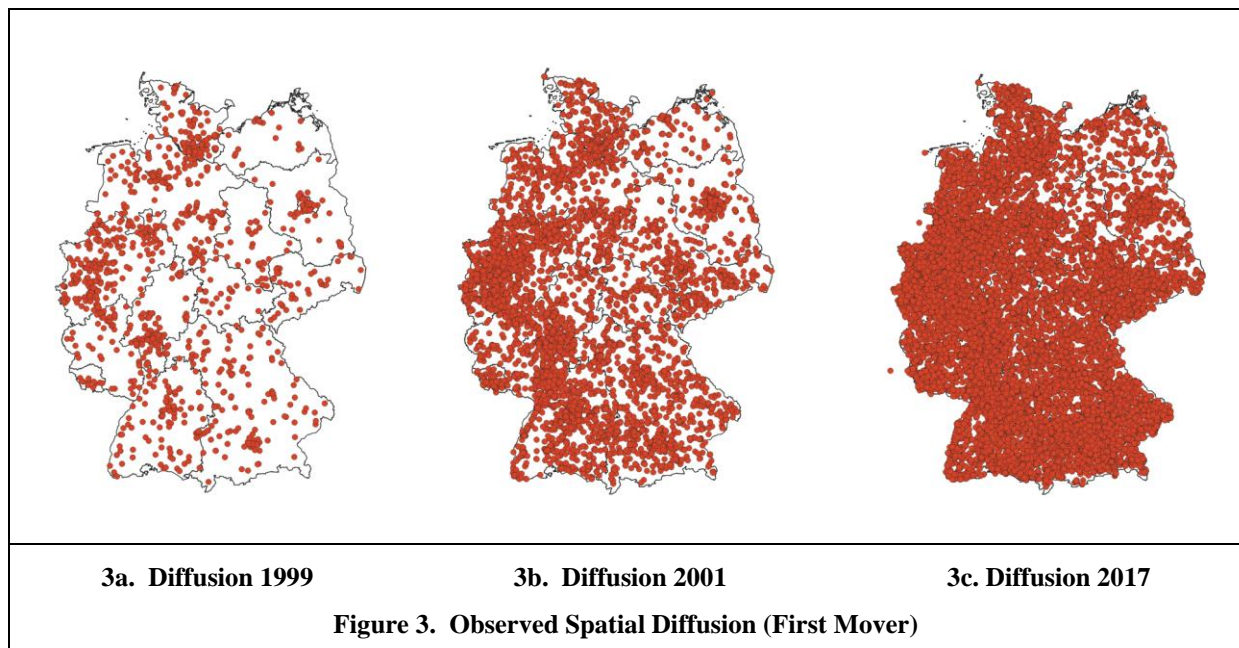 3a. Diffusion 1999
3b. Diffusion 2001
3c. Diffusion 2017
Figure 3. Observed Spatial Diffusion (First Mover)